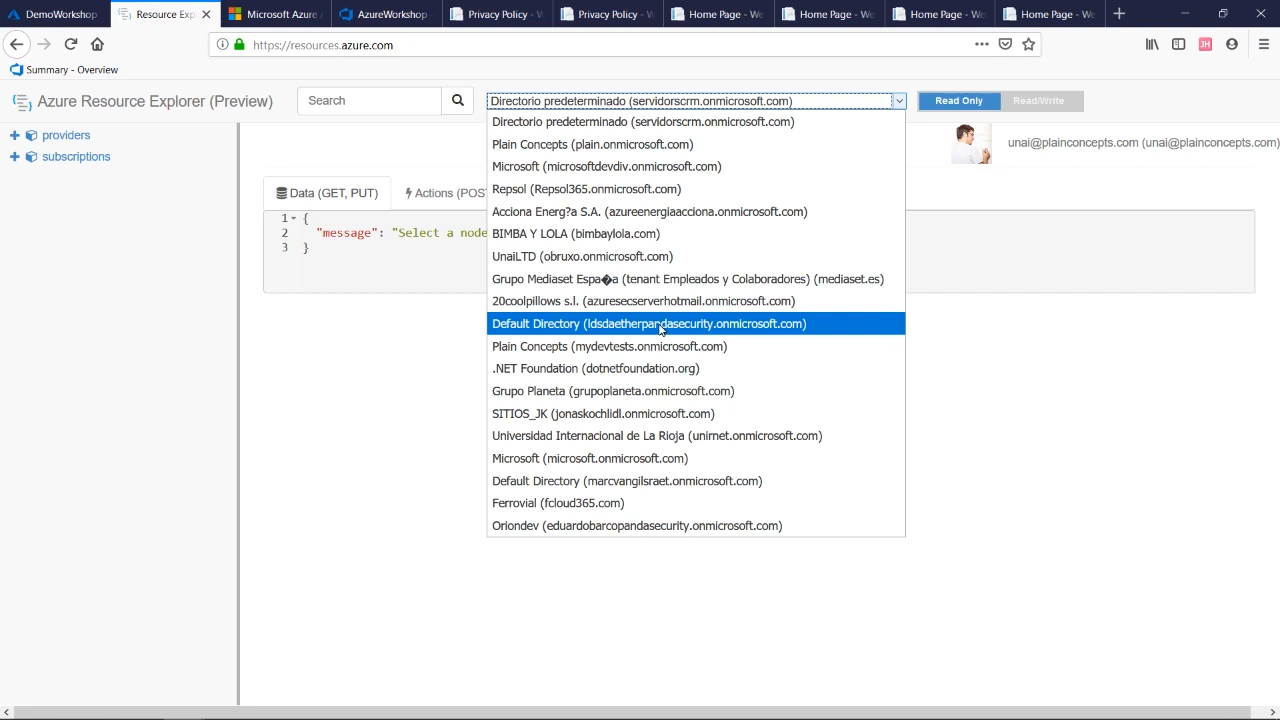 DemoWorkshop
Resource Exp
Microsoft Azure
AzureWorkshop
Privacy Policy - W
Privacy Policy - W
Home Page - We
Home Page - We
Home Page - We
Home Page - We
https://resources.azure.com
JH
Summary - Overview
Azure Resource Explorer (Preview)
Search
Directorio predeterminado (servidorscrm.onmicrosoft.com)
Read Only
Read/Write
providers
subscriptions
unai@plainconcepts.com (unai@plainconcepts.com)
Data (GET, PUT)
Actions (POS
1 {
2 "message": "Select a node
3 }
Directorio predeterminado (servidorscrm.onmicrosoft.com)
Plain Concepts (plain.onmicrosoft.com)
Microsoft (microsoftdevdiv.onmicrosoft.com)
Repsol (Repsol365.onmicrosoft.com)
Acciona Energ?a S.A. (azureenergiaacciona.onmicrosoft.com)
BIMBA Y LOLA (bimbaylola.com)
UnaiLTD (obruxo.onmicrosoft.com)
Grupo Mediaset Espa�a (tenant Empleados y Colaboradores) (mediaset.es)
20coolpillows s.l. (azuresecserverhotmail.onmicrosoft.com)
Default Directory (ldsdaetherpandasecurity.onmicrosoft.com)
Plain Concepts (mydevtests.onmicrosoft.com)
.NET Foundation (dotnetfoundation.org)
Grupo Planeta (grupoplaneta.onmicrosoft.com)
SITIOS_JK (jonaskochlidl.onmicrosoft.com)
Universidad Internacional de La Rioja (unirnet.onmicrosoft.com)
Microsoft (microsoft.onmicrosoft.com)
Default Directory (marcvangilsraet.onmicrosoft.com)
Ferrovial (fcloud365.com)
Oriondev (eduardobarcopandasecurity.onmicrosoft.com)